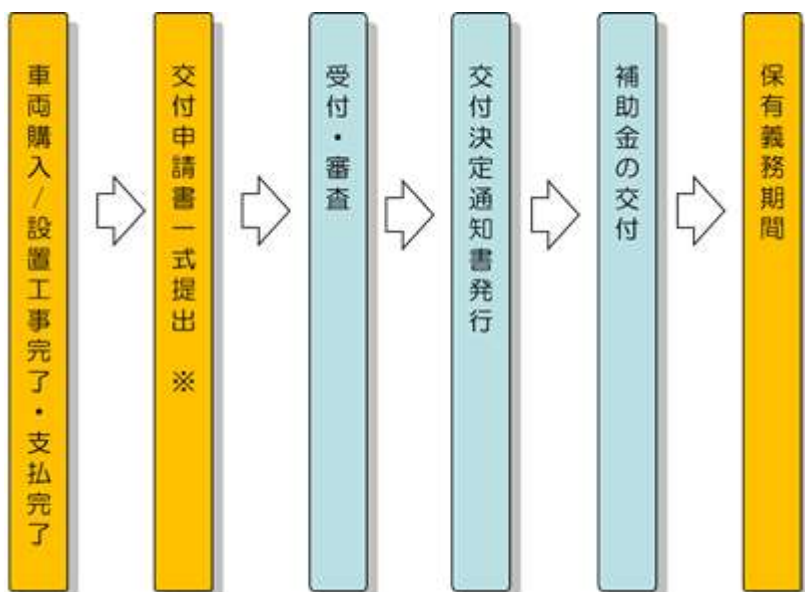 車両購入/設置工事完了・支払完了
交付申請書一式提出　※
受付・審査
交付決定通知書発行
補助金の交付
保有義務期間